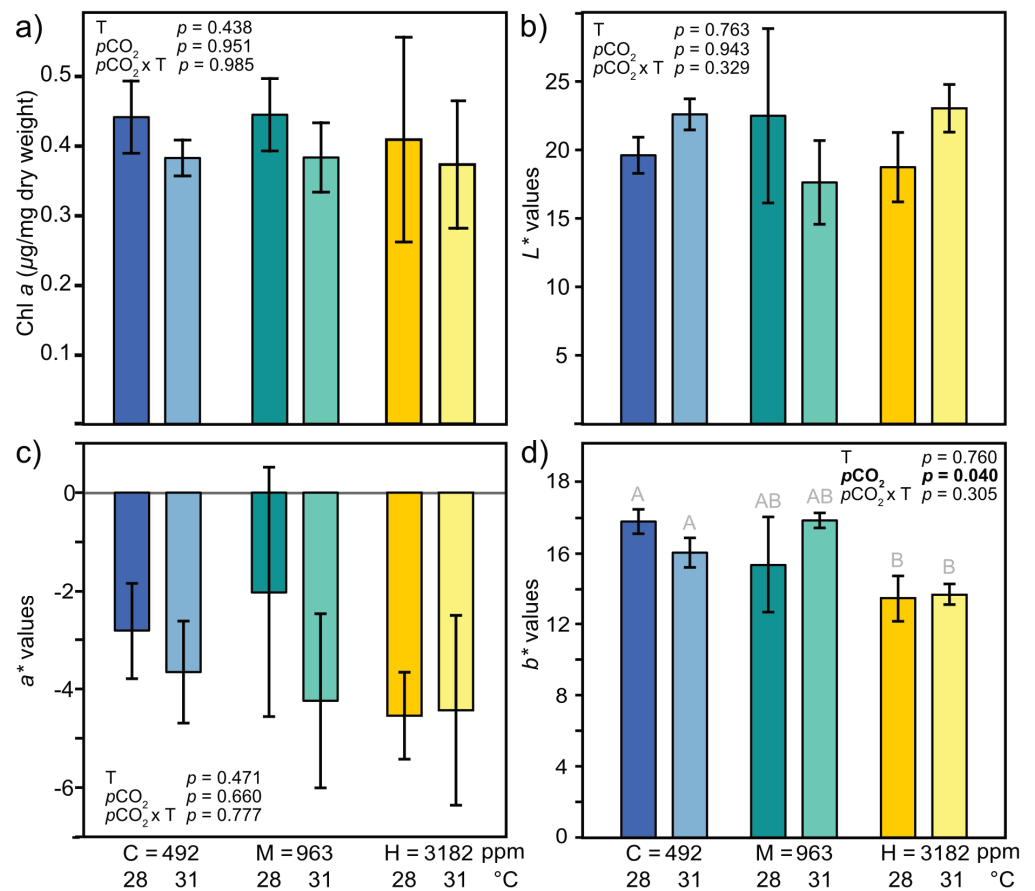 a)
T p = 0.438
pCO₂ p = 0.951
pCO₂ x T p = 0.985
0.5
0.4
0.3
0.2
0.1
Chl a (µg/mg dry weight)
b)
T p = 0.763
pCO₂ p = 0.943
pCO₂ x T p = 0.329
25
20
15
10
5
L* values
c)
0
-2
-4
-6
a* values
T p = 0.471
pCO₂ p = 0.660
pCO₂ x T p = 0.777
d)
T p = 0.760
pCO₂ p = 0.040
pCO₂ x T p = 0.305
18
16
12
8
4
0
b* values
A A AB AB B B
C = 492 M = 963 H = 3182 ppm
28 31 28 31 28 31 °C
C = 492 M = 963 H = 3182 ppm
28 31 28 31 28 31 °C